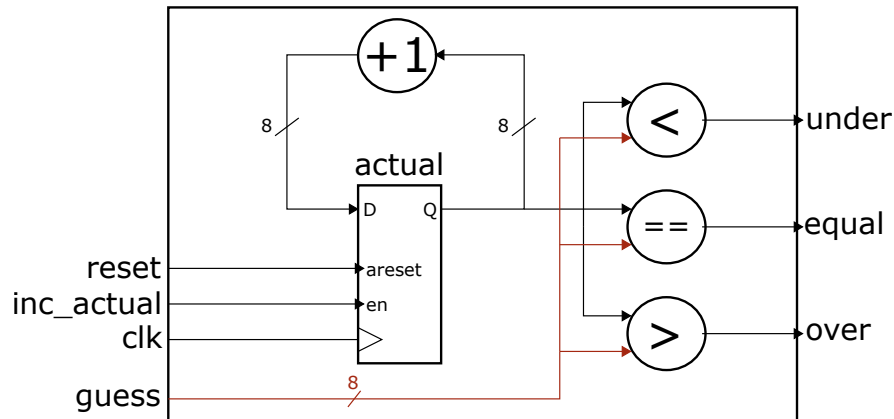 +1
8
8
<
under
actual
D
Q
==
equal
reset
areset
inc_actual
en
>
over
clk
8
guess